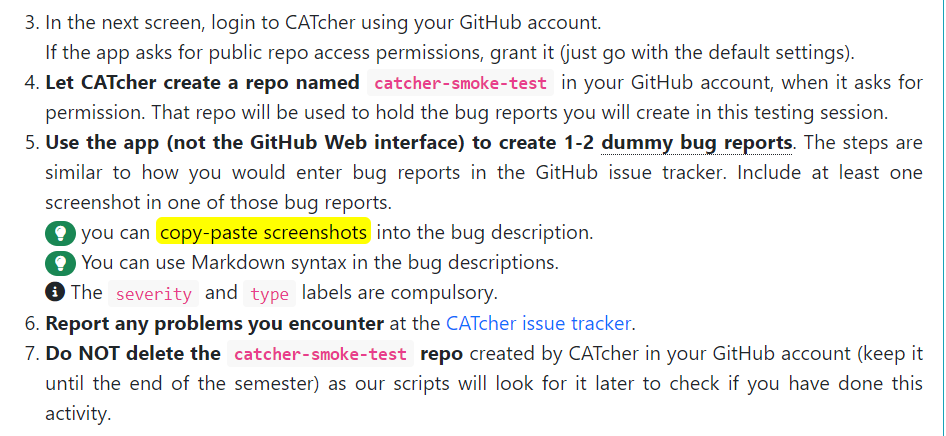 3. In the next screen, login to CATcher using your GitHub account.
If the app asks for public repo access permissions, grant it (just go with the default settings).
4. Let CATcher create a repo named catcher-smoke-test in your GitHub account, when it asks for
permission. That repo will be used to hold the bug reports you will create in this testing session.
5. Use the app (not the GitHub Web interface) to create 1-2 dummy bug reports. The steps are
similar to how you would enter bug reports in the GitHub issue tracker. Include at least one
screenshot in one of those bug reports.
you can copy-paste screenshots into the bug description.
You can use Markdown syntax in the bug descriptions.
The severity and type labels are compulsory.
6. Report any problems you encounter at the CATcher issue tracker.
7. Do NOT delete the catcher-smoke-test repo created by CATcher in your GitHub account (keep it
until the end of the semester) as our scripts will look for it later to check if you have done this
activity.